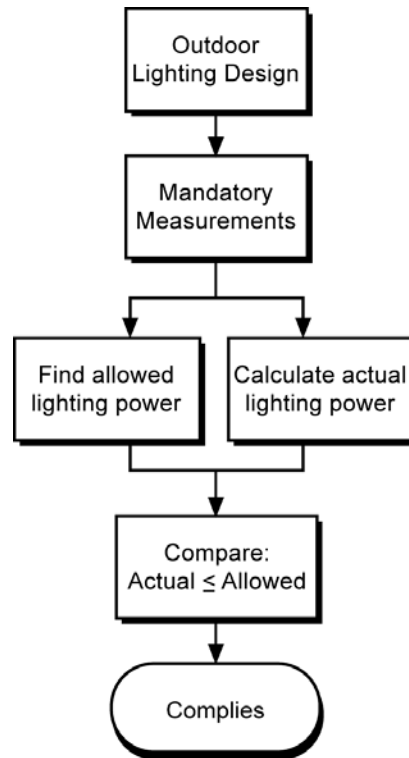 Outdoor
Lighting Design
Mandatory
Measurements
Find allowed
lighting power
Calculate actual
lighting power
Compare:
Actual ≤ Allowed
Complies